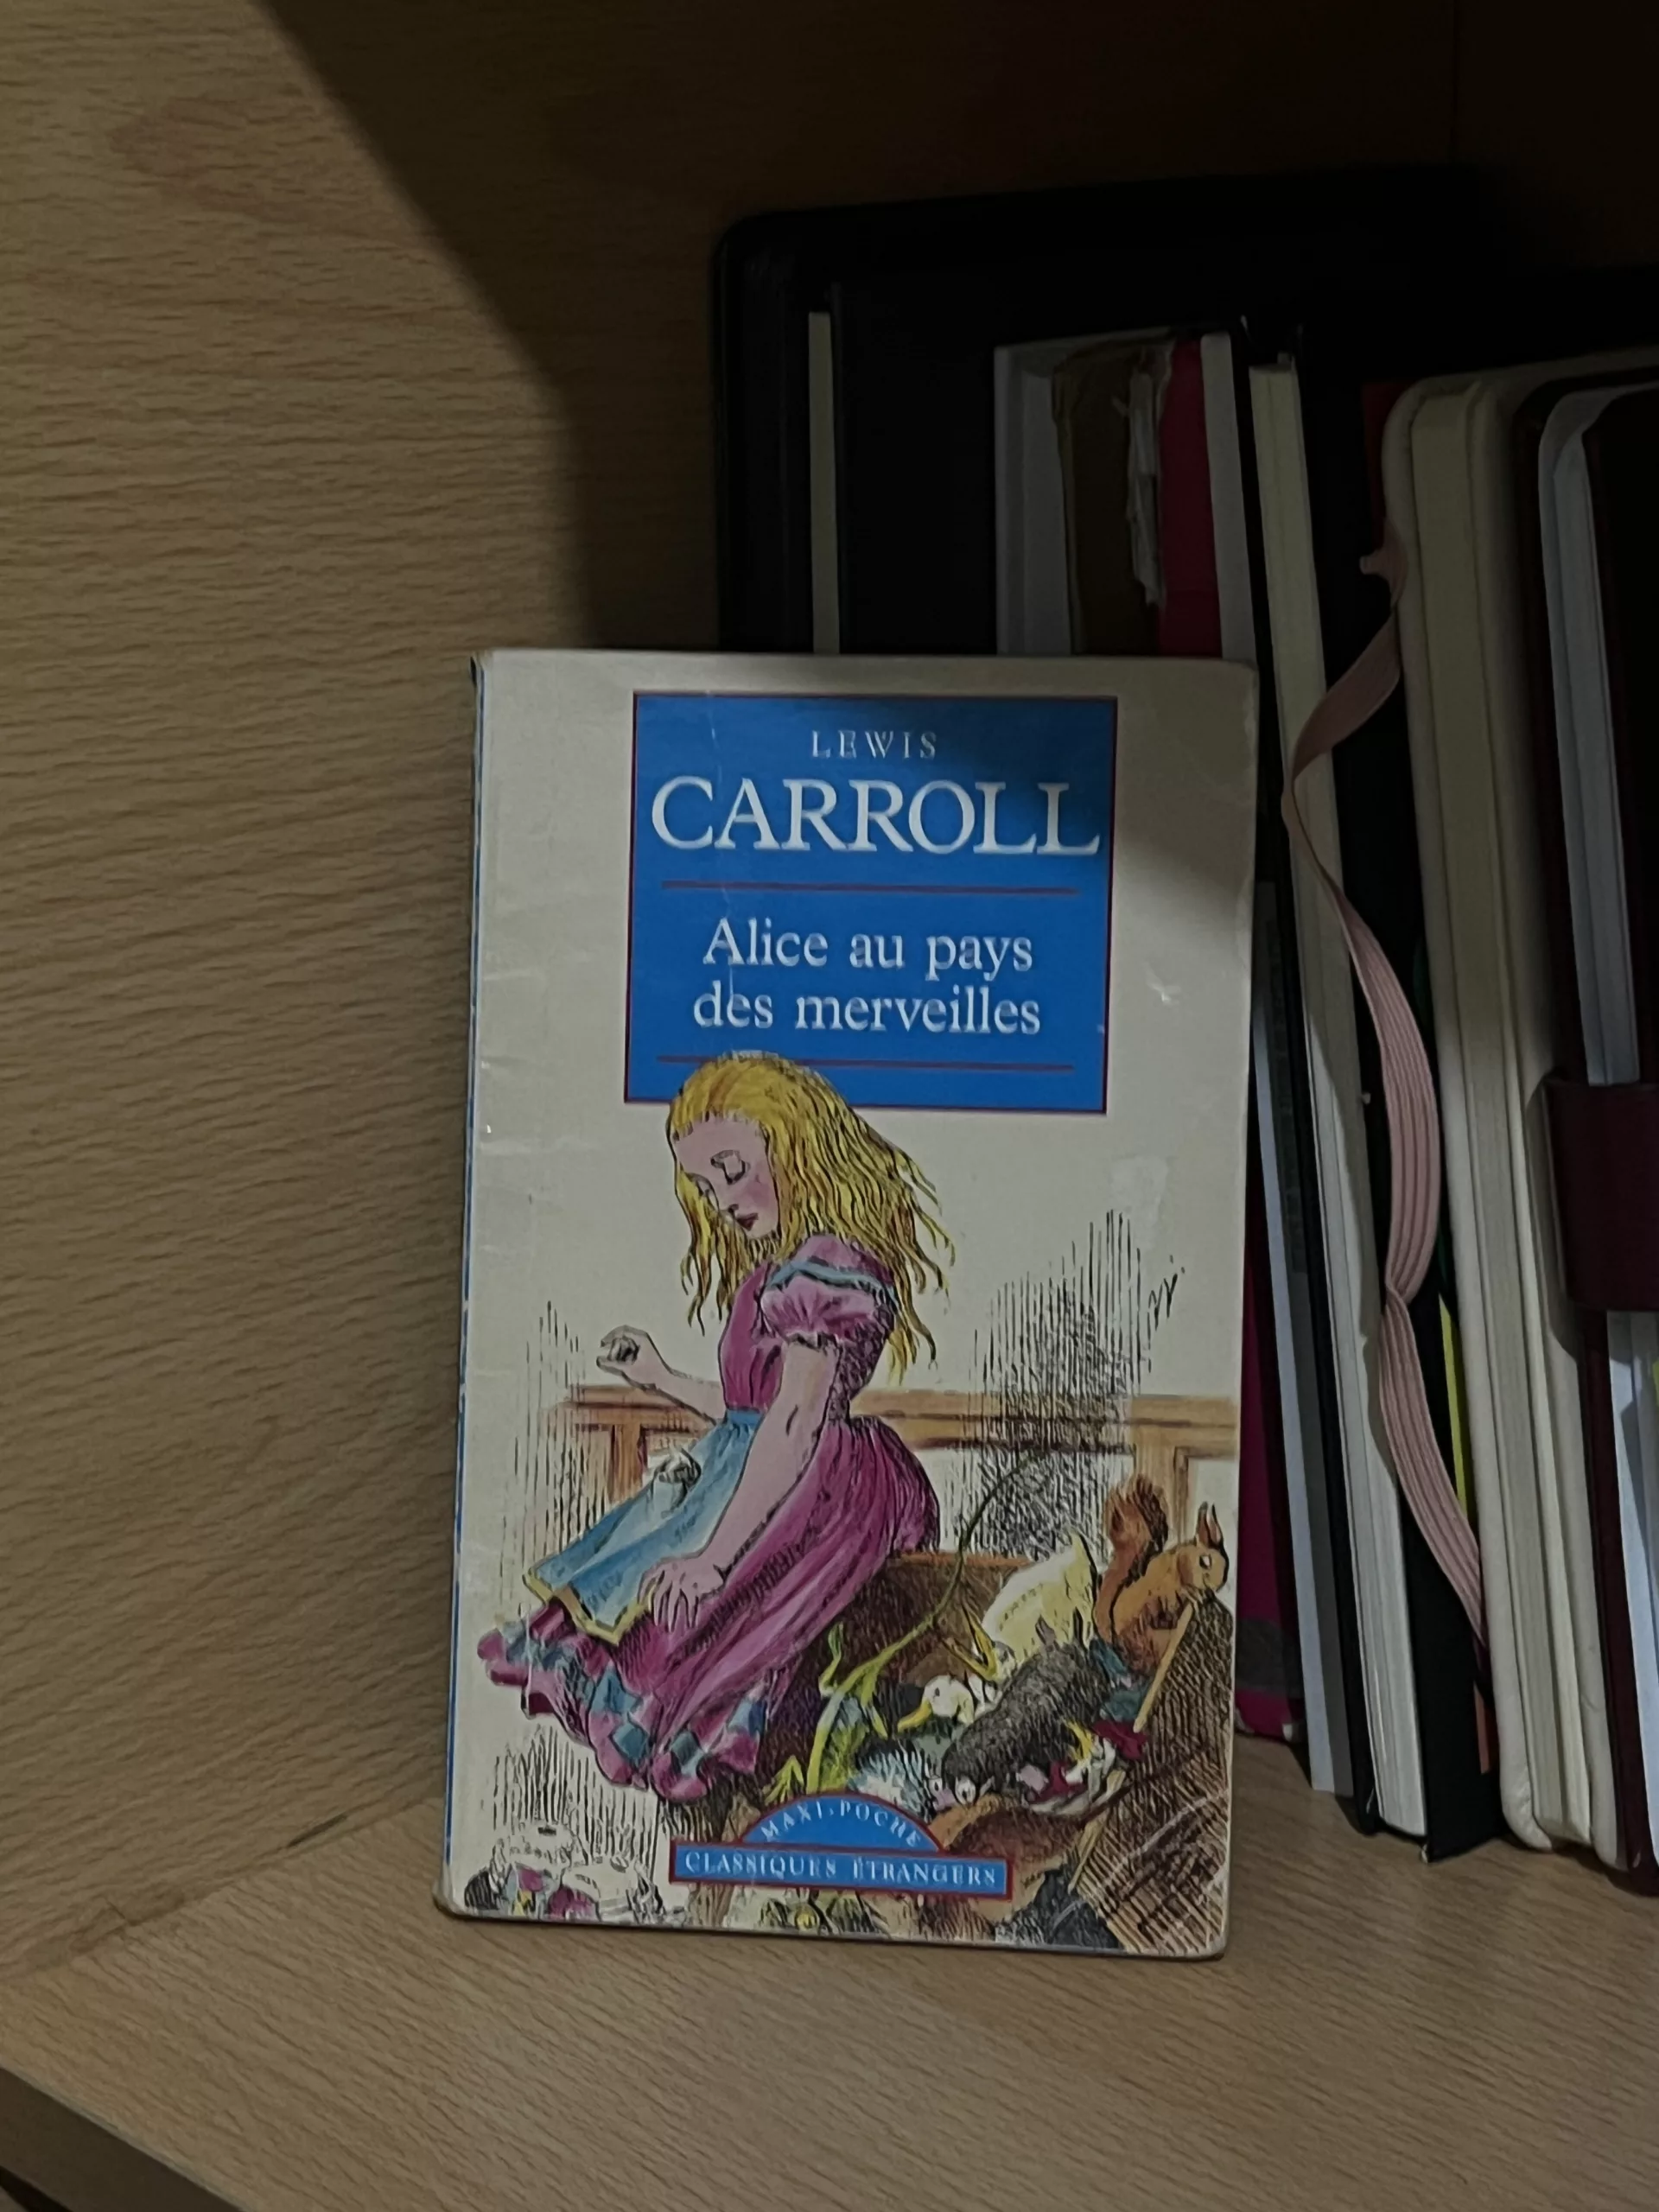 LEWIS
CARROLL
Alice au pays
des merveilles
MAXI-POCHE
CLASSIQUES ÉTRANGERS